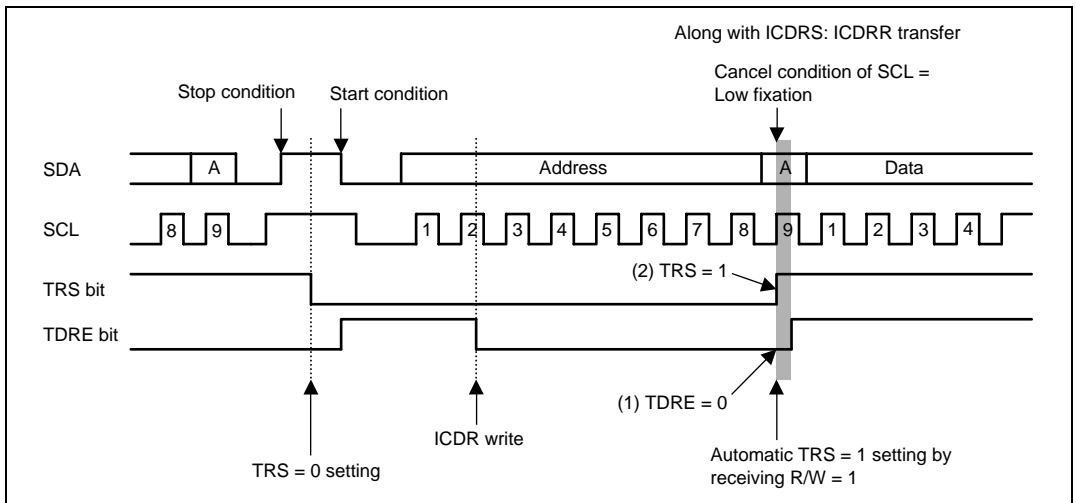 Along with ICDRS: ICDRR transfer
Cancel condition of SCL =
Low fixation
Stop condition
Start condition
SDA
A
Address
A
Data
SCL
8 9 1 2 3 4 5 6 7 8 9 1 2 3 4
(2) TRS = 1
TRS bit
TDRE bit
(1) TDRE = 0
ICDR write
TRS = 0 setting
Automatic TRS = 1 setting by
receiving R/W = 1